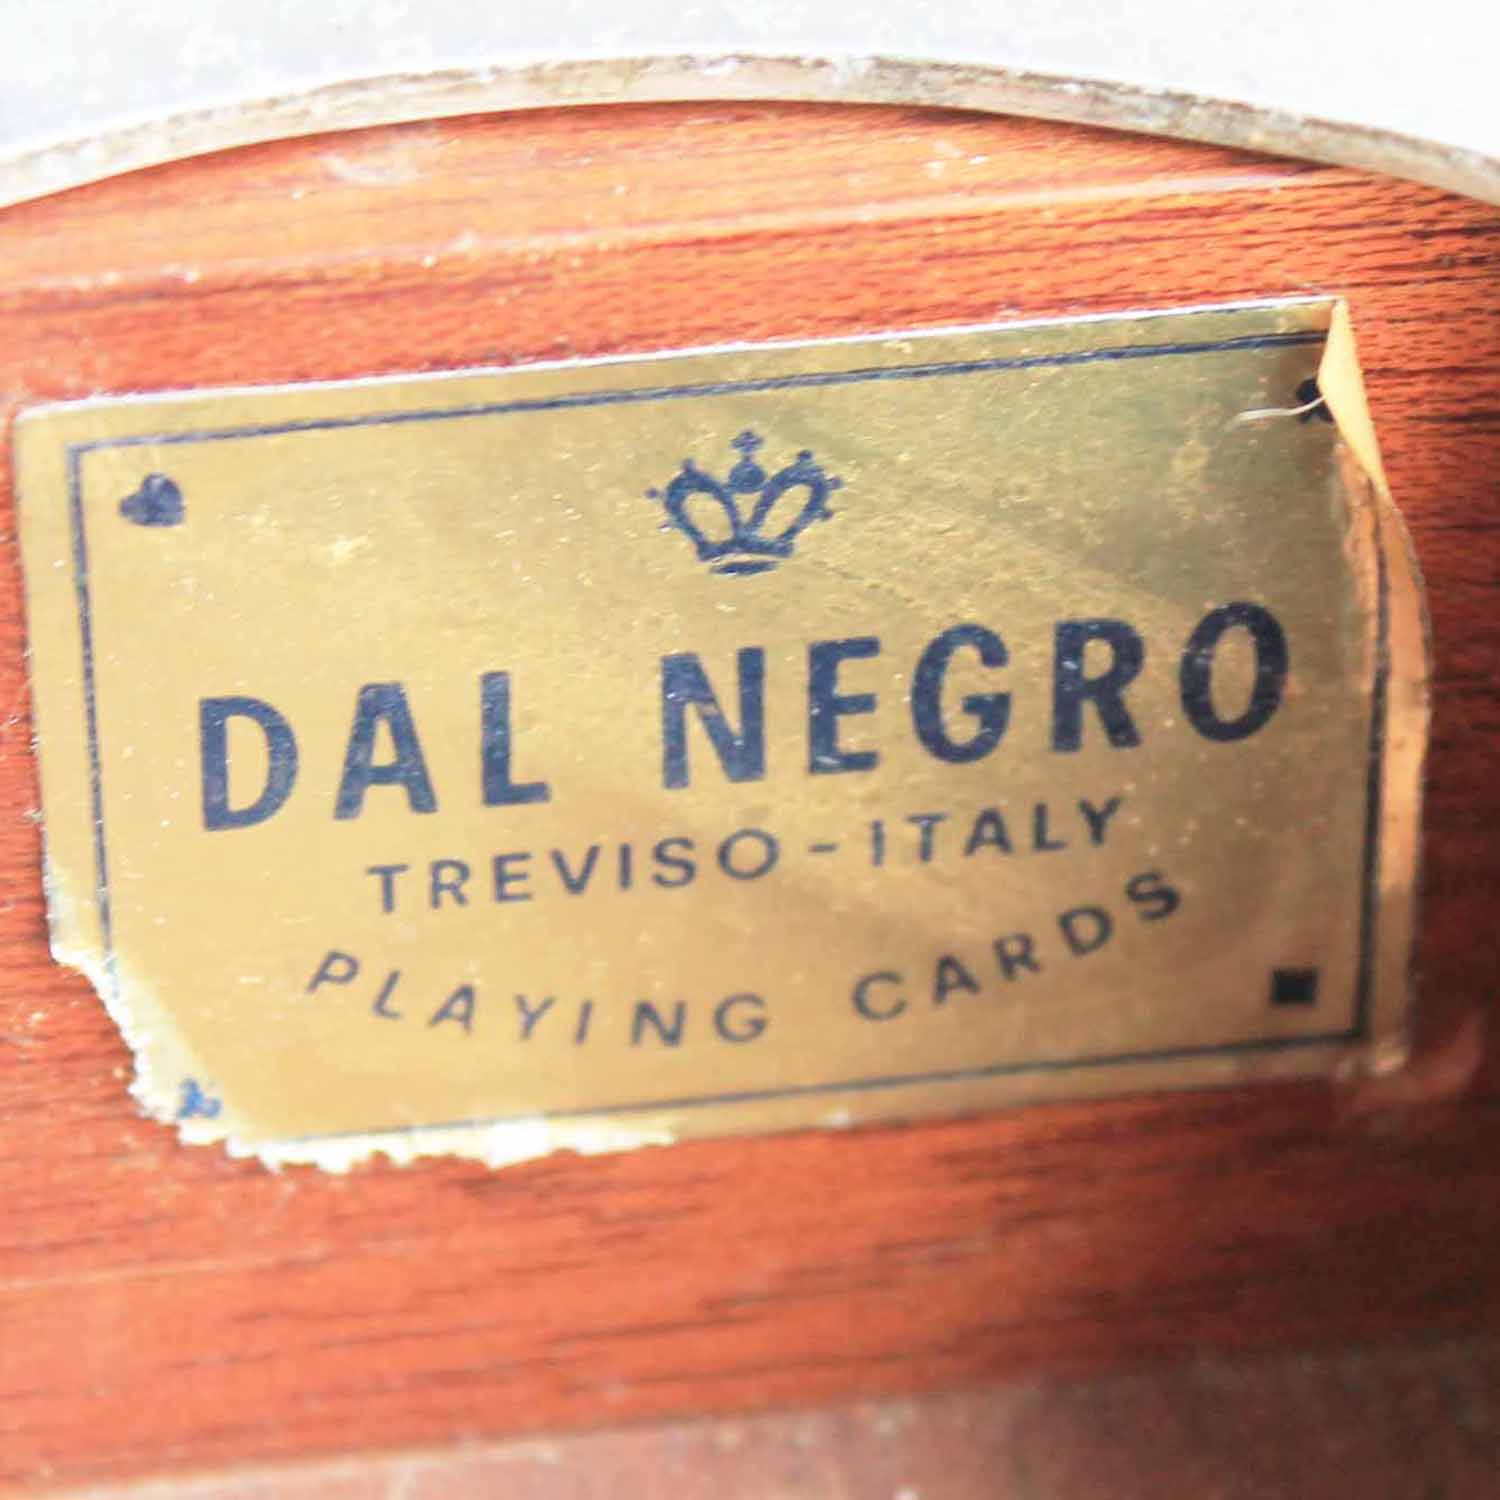 DAL NEGRO
TREVISO-ITALY
PLAYING CARDS